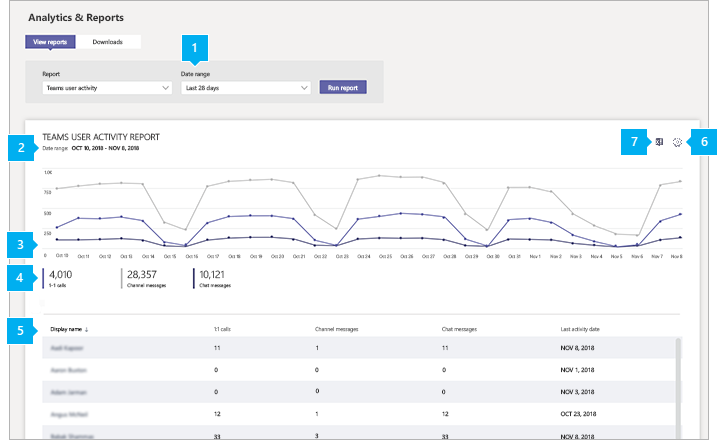 Analytics & Reports
View reports Downloads
1
Report Date range
Teams user activity Last 28 days Run report
TEAMS USER ACTIVITY REPORT
2 Date range: OCT 10, 2018 - NOV 8, 2018
7 6
1.0K
750
500
250
3
0
Oct 10 Oct 11 Oct 12 Oct 13 Oct 14 Oct 15 Oct 16 Oct 17 Oct 18 Oct 19 Oct 20 Oct 21 Oct 22 Oct 23 Oct 24 Oct 25 Oct 26 Oct 27 Oct 28 Oct 29 Oct 30 Oct 31 Nov 1 Nov 2 Nov 3 Nov 4 Nov 5 Nov 6 Nov 7 Nov 8
4 4,010 28,357 10,121
1-1 calls Channel messages Chat messages
5 Display name ↓ 1:1 calls Channel messages Chat messages Last activity date
11 1 11 NOV 8, 2018
0 0 0 NOV 1, 2018
0 0 0 NOV 3, 2018
12 1 12 OCT 23, 2018
33 3 33 NOV 8, 2018